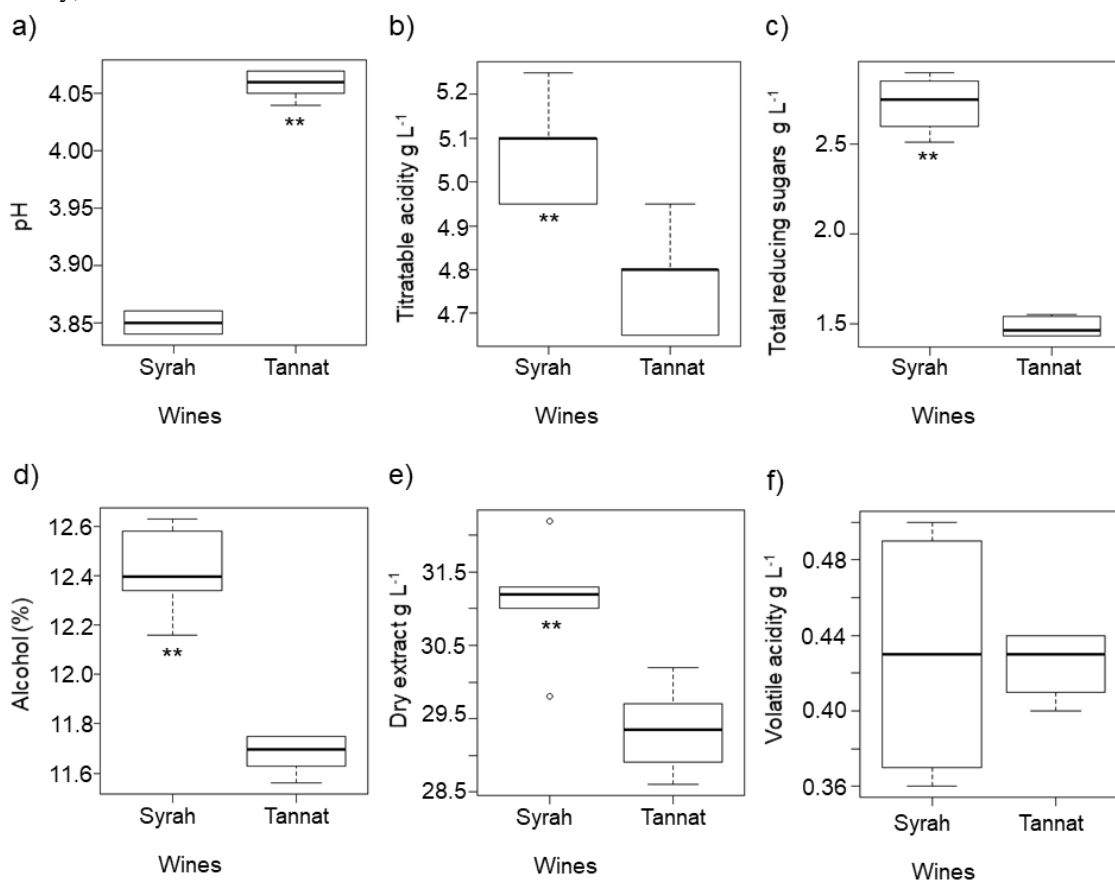 a)
pH
4.05
4.00
3.95
3.90
3.85
**
Syrah Tannat
Wines
b)
Titratable acidity g L⁻¹
5.2
5.1
5.0
4.9
4.8
4.7
**
Syrah Tannat
Wines
c)
Total reducing sugars g L⁻¹
2.5
2.0
1.5
**
Syrah Tannat
Wines
d)
Alcohol (%)
12.6
12.4
12.2
12.0
11.8
11.6
**
Syrah Tannat
Wines
e)
Dry extract g L⁻¹
31.5
30.5
29.5
28.5
**
Syrah Tannat
Wines
f)
Volatile acidity g L⁻¹
0.48
0.44
0.40
0.36
Syrah Tannat
Wines